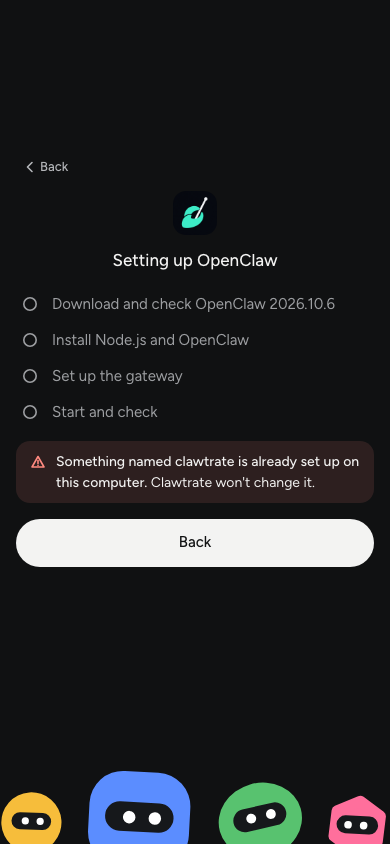 Back
Setting up OpenClaw
Download and check OpenClaw 2026.10.6
Install Node.js and OpenClaw
Set up the gateway
Start and check
Something named clawtrate is already set up on
this computer. Clawtrate won't change it.
Back